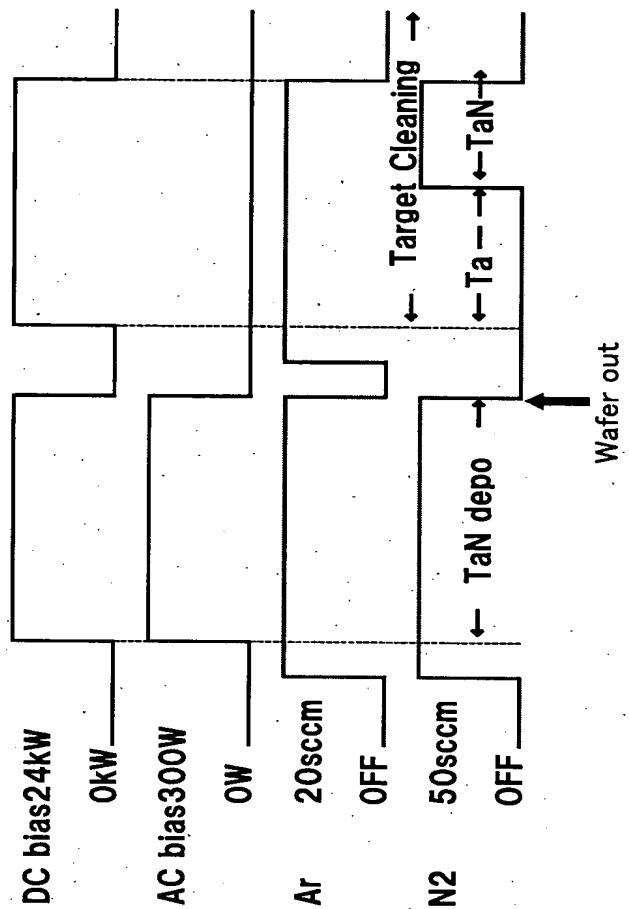 DC bias24kW
0kW
AC bias300W
0W
Ar
20sccm
OFF
N2
50sccm
OFF
← TaN depo →
← Target Cleaning →
← Ta — →
← TaN →
Wafer out